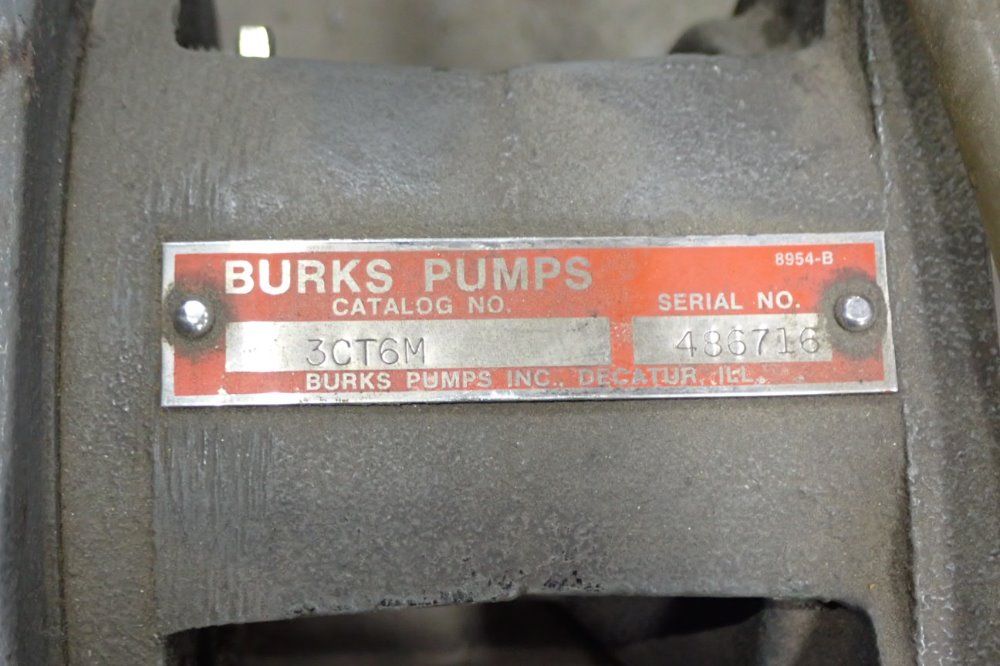 BURKS PUMPS 8954-B
CATALOG NO. SERIAL NO.
3CT6M 486716
BURKS PUMPS INC., DECATUR, ILL.